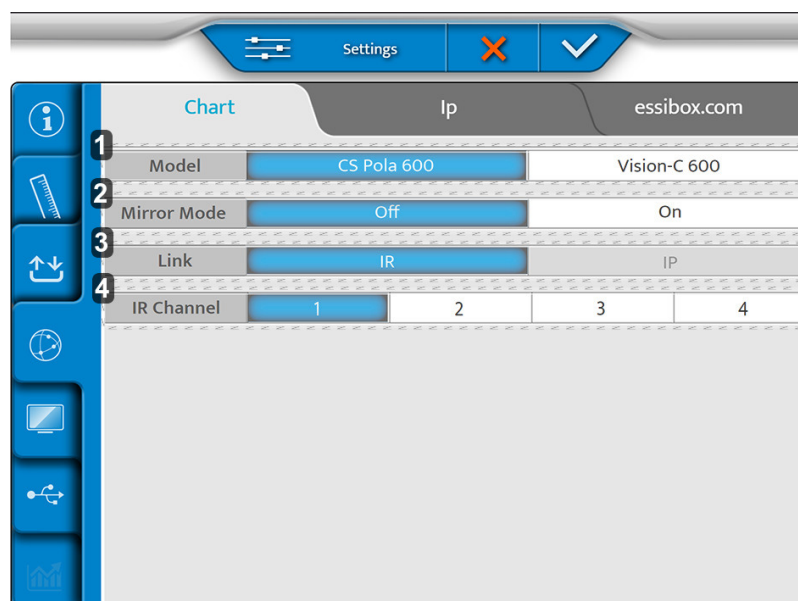 Settings
Chart Ip essibox.com
1
Model CS Pola 600 Vision-C 600
2
Mirror Mode Off On
3
Link IR IP
4
IR Channel 1 2 3 4